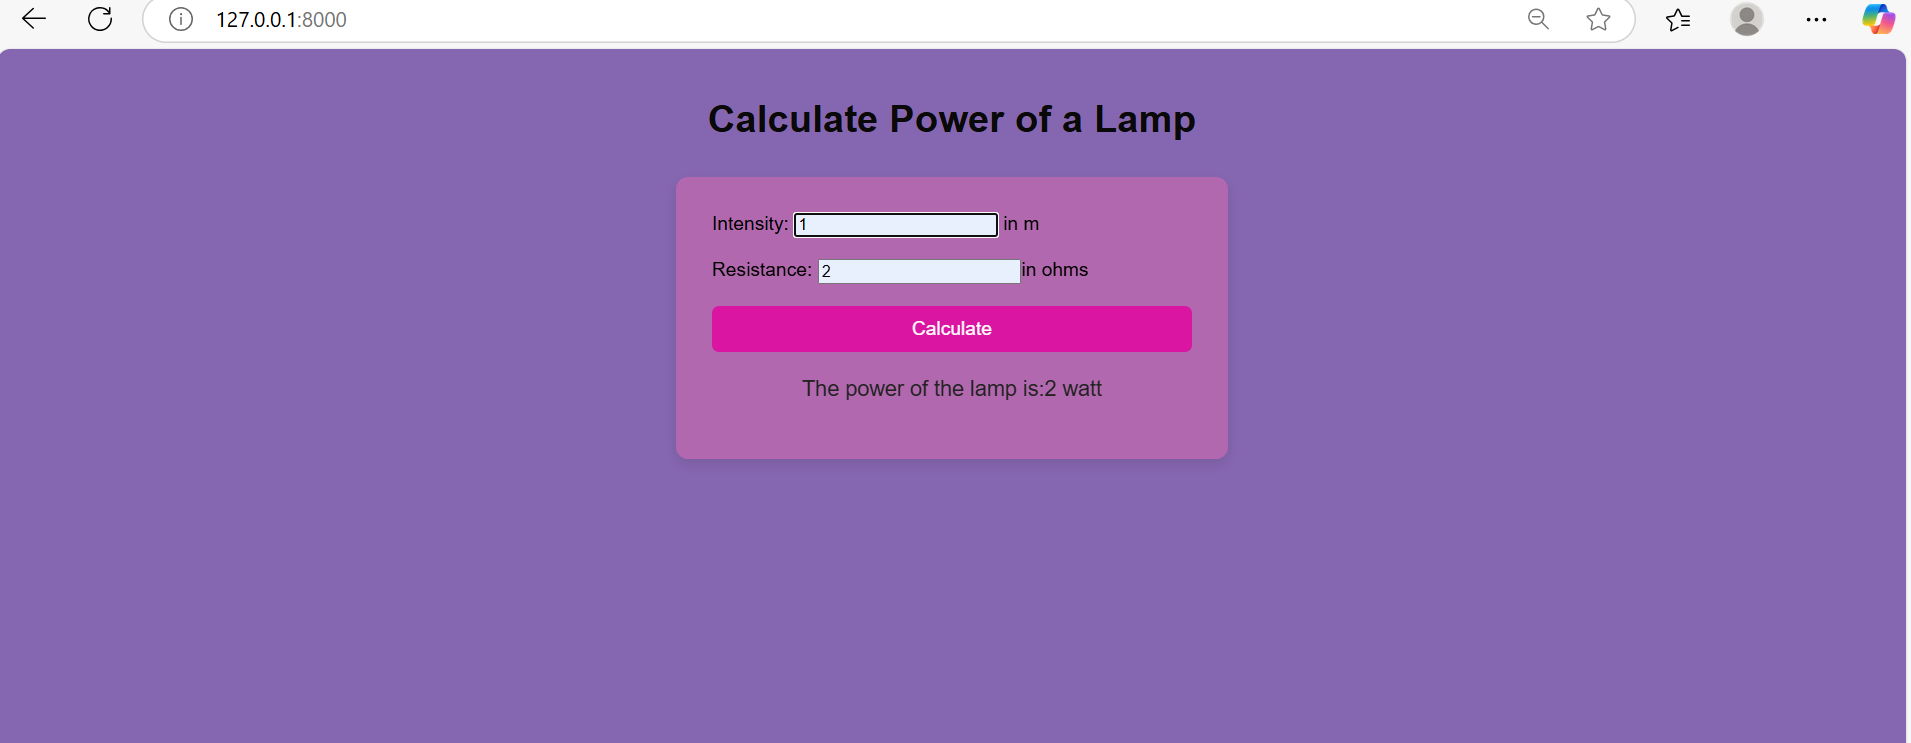 127.0.0.1:8000
Calculate Power of a Lamp
Intensity: 1 in m
Resistance: 2 in ohms
Calculate
The power of the lamp is:2 watt